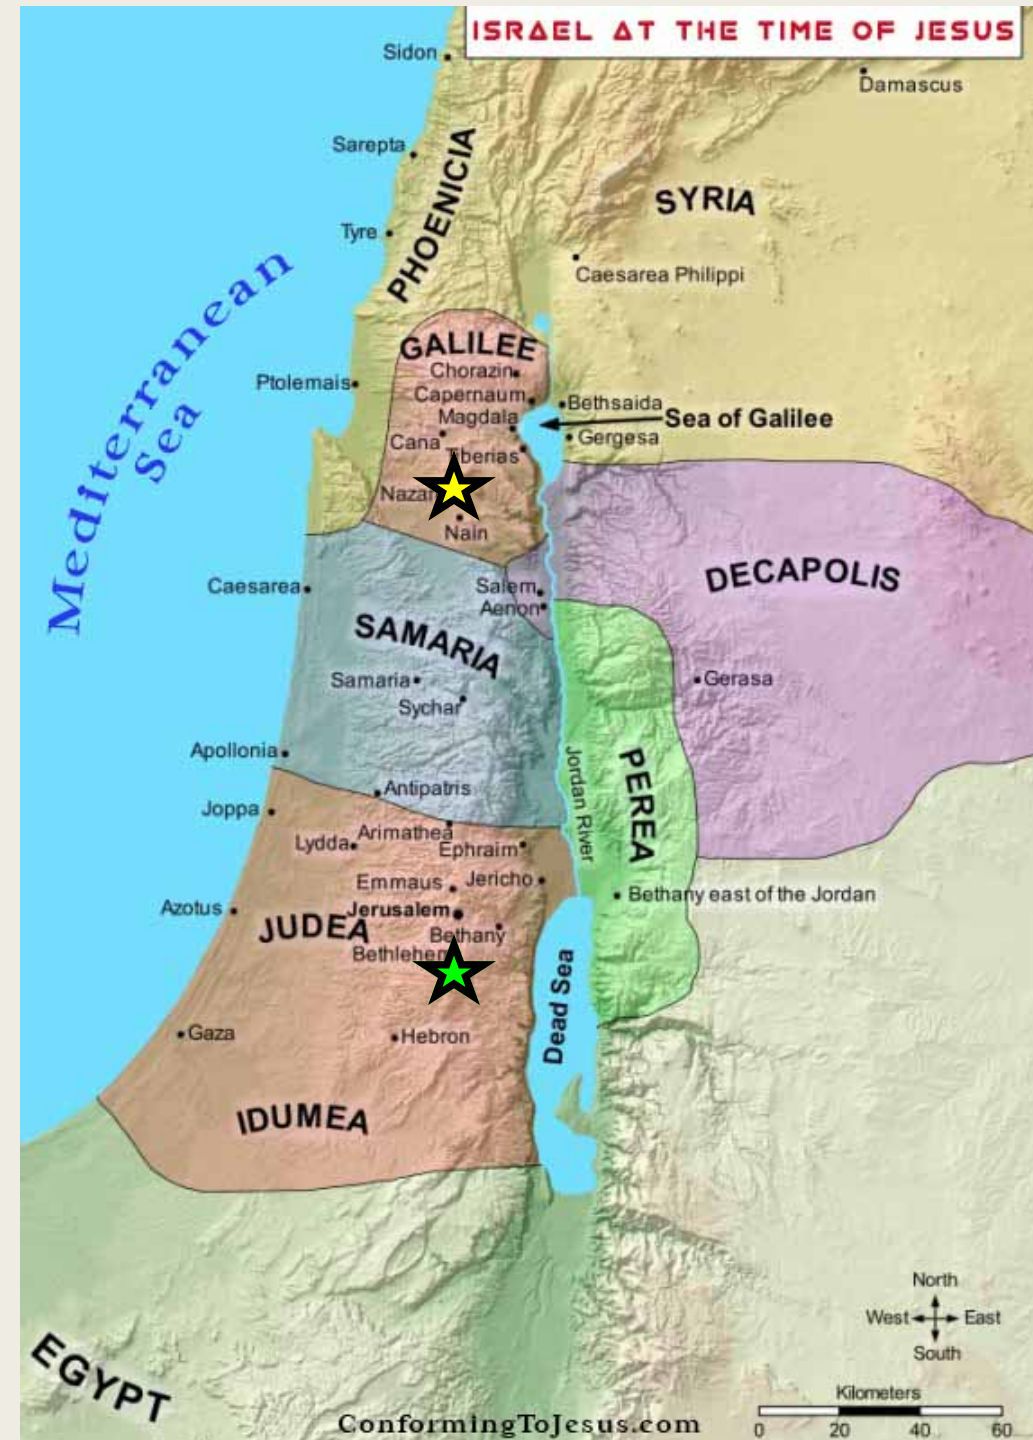 ISRAEL AT THE TIME OF JESUS
Sidon
Damascus
Sarepta
PHOENICIA
SYRIA
Tyre
Caesarea Philippi
Mediterranean
Sea
GALILEE
Chorazin
Ptolemais
Capernaum
Bethsaida
Magdala
Sea of Galilee
Cana
Gergesa
Nain
DECAPOLIS
Caesarea
Salem
Aenon
SAMARIA
Samaria
Gerasa
Sychar
Apollonia
Jordan River
PEREA
Antipatris
Joppa
Arimathea
Lydda
Ephraim
Emmaus
Jericho
Bethany east of the Jordan
Azotus
Jerusalem
JUDEA
Bethany
Dead Sea
Gaza
Hebron
IDUMEA
North
West
East
South
EGYPT
Kilometers
0 20 40 60
ConformingToJesus.com